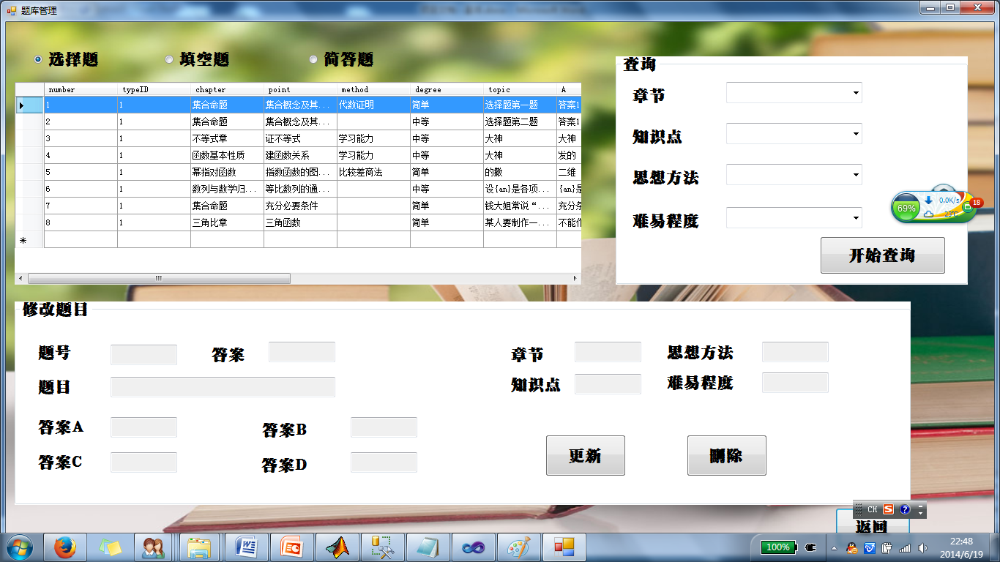 题库管理
选择题 填空题 简答题
number typeID chapter point method degree topic A
1 1 集合命题 集合概念及其... 代数证明 简单 选择题第一题 答案1
2 1 集合命题 集合概念及其... 中等 选择题第二题 答案1
3 1 不等式章 证不等式 学习能力 中等 大神 大神
4 1 函数基本性质 建函数关系 学习能力 中等 大神 发的
5 1 幂指对函数 指数函数的图... 比较差商法 简单 的撒 二维
6 1 数列与数学归... 等比数列的通... 中等 设{an}是各项... {an}是
7 1 集合命题 充分必要条件 简单 钱大姐常说“... 充分条
8 1 三角比章 三角函数 简单 某人要制作一... 不能作
查询
章节
知识点
思想方法
难易程度
开始查询
69% 0.0K/s 18
23℃
修改题目
题号 答案 章节 思想方法
题目 知识点 难易程度
答案A 答案B
答案C 答案D
更新 删除
CH
返回
100%
22:48
2014/6/19